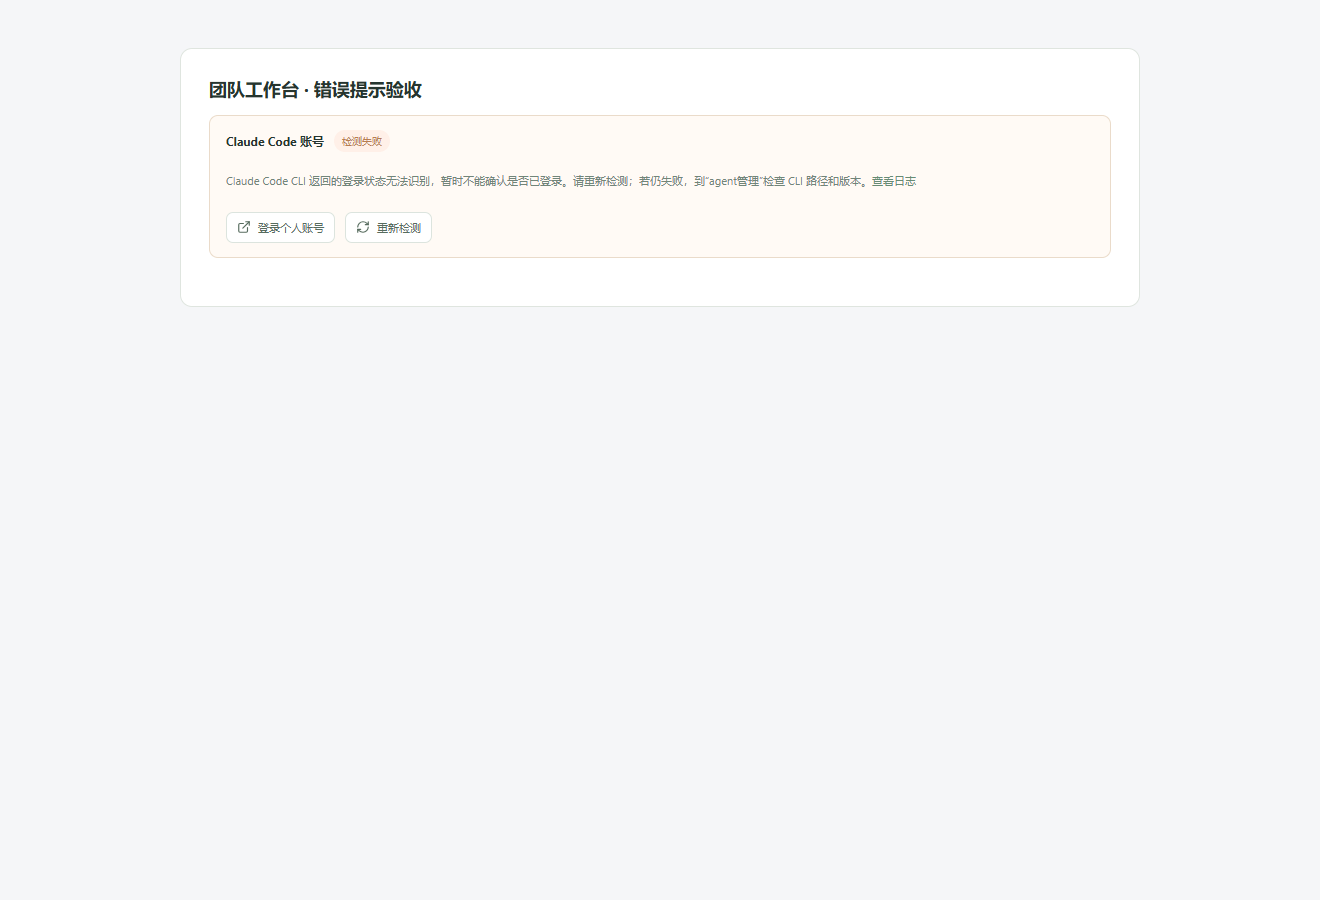 团队工作台 · 错误提示验收
Claude Code 账号 检测失败
Claude Code CLI 返回的登录状态无法识别，暂时不能确认是否已登录。请重新检测；若仍失败，到“agent管理”检查 CLI 路径和版本。查看日志
登录个人账号 重新检测